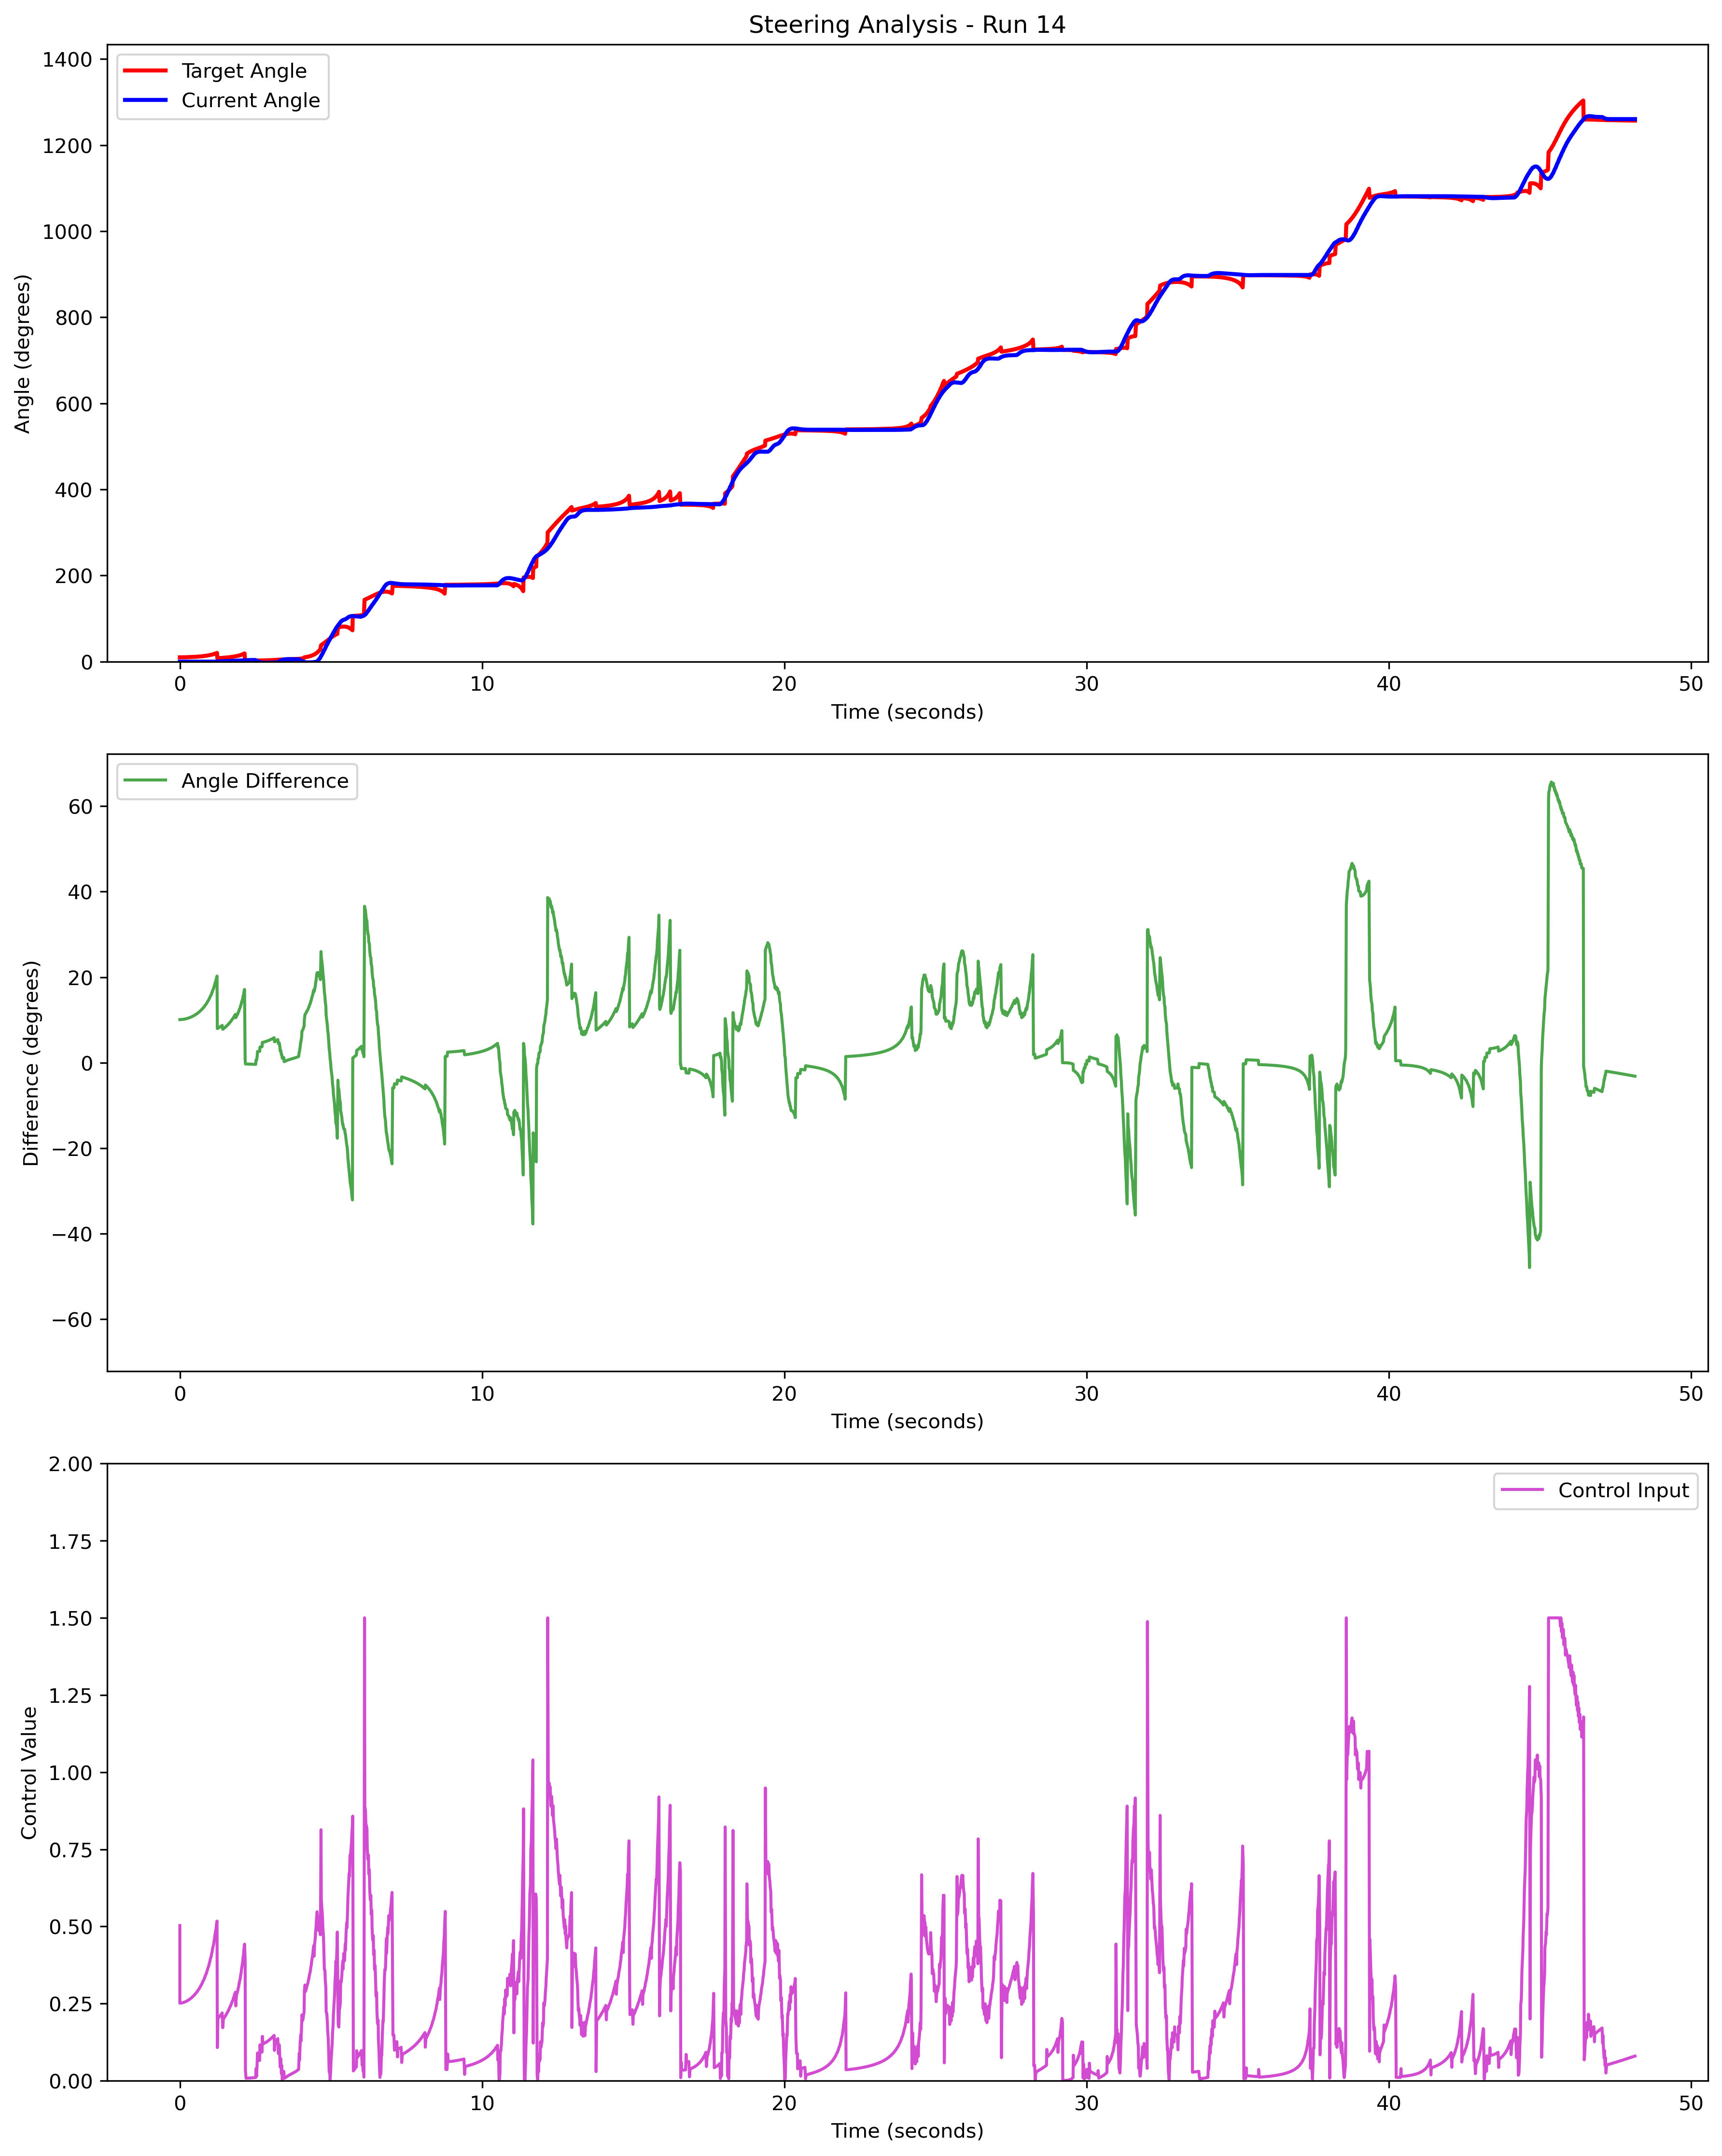 Steering Analysis - Run 14
Target Angle
Current Angle
Angle (degrees)
1400
1200
1000
800
600
400
200
0
0 10 20 30 40 50
Time (seconds)
Angle Difference
Difference (degrees)
60
40
20
0
−20
−40
−60
0 10 20 30 40 50
Time (seconds)
Control Input
Control Value
2.00
1.75
1.50
1.25
1.00
0.75
0.50
0.25
0.00
0 10 20 30 40 50
Time (seconds)